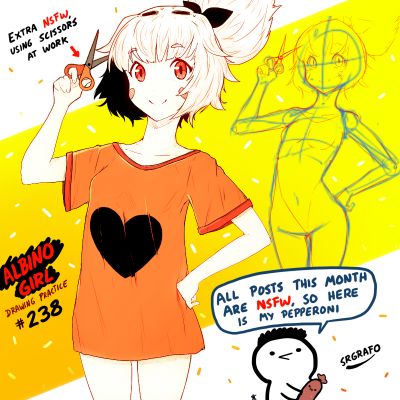 EXTRA NSFW,
USING SCISSORS
AT WORK
ALBINO
GIRL
DRAWING PRACTICE
#238
ALL POSTS THIS MONTH
ARE NSFW, SO HERE
IS MY PEPPERONI
SRGRAFO